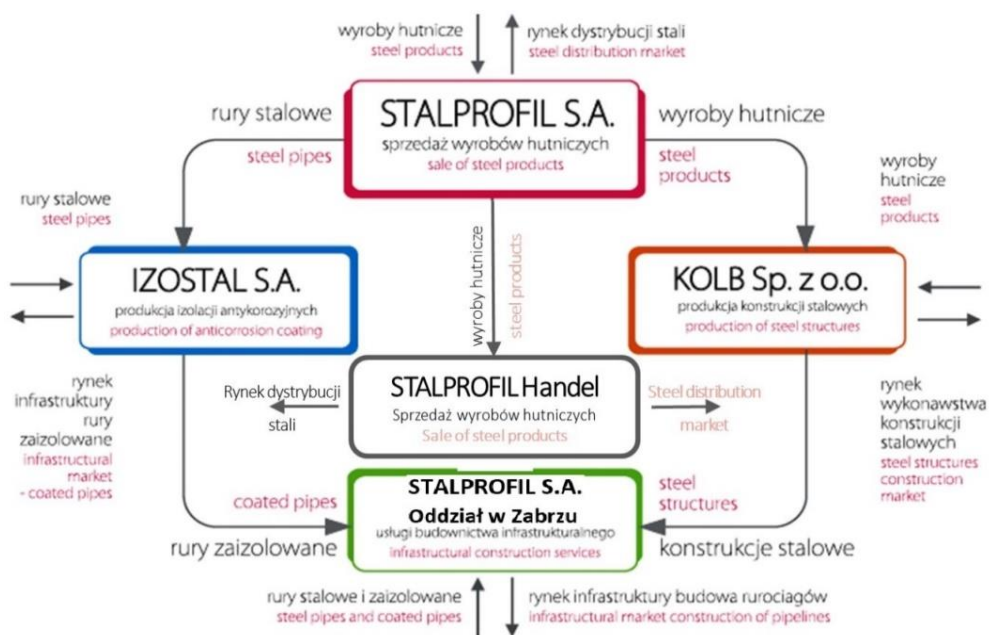 wyroby hutnicze
steel products
rynek dystrybucji stali
steel distribution market
STALPROFIL S.A.
sprzedaż wyrobów hutniczych
sale of steel products
rury stalowe
steel pipes
wyroby hutnicze
steel
products
rury stalowe
steel pipes
wyroby
hutnicze
steel
products
IZOSTAL S.A.
produkcja izolacji antykorozyjnych
production of anticorrosion coating
wyroby hutnicze
steel products
KOLB Sp. z o.o.
produkcja konstrukcji stalowych
production of steel structures
STALPROFIL Handel
Sprzedaż wyrobów hutniczych
Sale of steel products
Rynek dystrybucji
stali
Steel distribution
market
rynek
infrastruktury
rury
zaizolowane
infrastructural
market
- coated pipes
rynek
wykonawstwa
konstrukcji
stalowych
steel structures
construction
market
coated pipes
rury zaizolowane
STALPROFIL S.A.
Oddział w Zabrzu
usługi budownictwa infrastrukturalnego
infrastructural construction services
steel
structures
konstrukcje stalowe
rury stalowe i zaizolowane
steel pipes and coated pipes
rynek infrastruktury budowa rurociągów
infrastructural market construction of pipelines